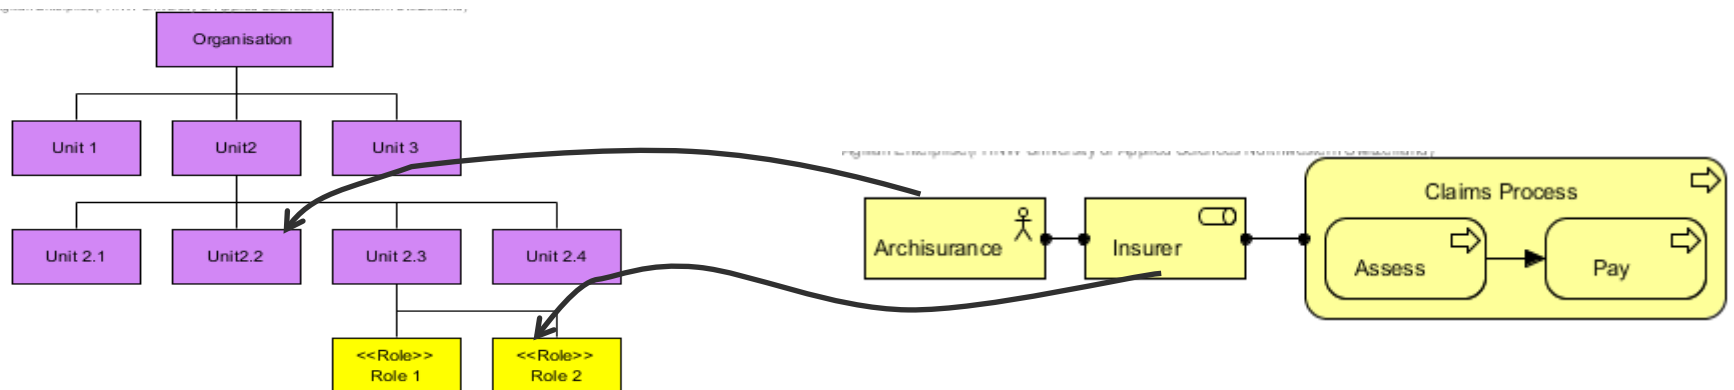 Organisation
Unit 1
Unit2
Unit 3
Unit 2.1
Unit2.2
Unit 2.3
Unit 2.4
<<Role>>
Role 1
<<Role>>
Role 2
Archisurance
Insurer
Claims Process
Assess
Pay